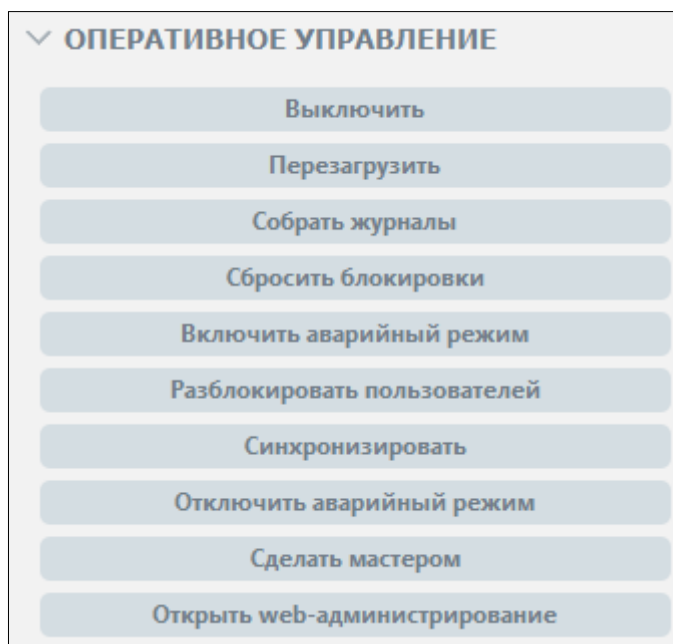 ОПЕРАТИВНОЕ УПРАВЛЕНИЕ
Выключить
Перезагрузить
Собрать журналы
Сбросить блокировки
Включить аварийный режим
Разблокировать пользователей
Синхронизировать
Отключить аварийный режим
Сделать мастером
Открыть web-администрирование